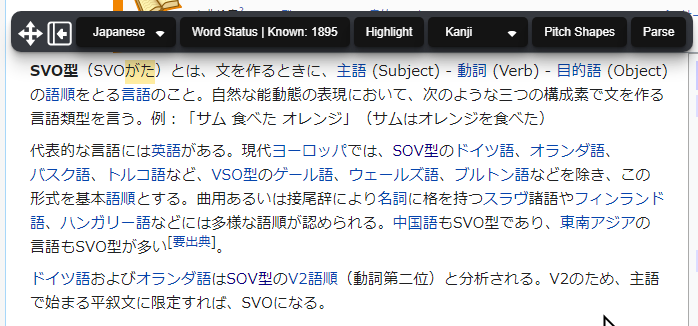 Japanese
Word Status | Known: 1895
Highlight
Kanji
Pitch Shapes
Parse
SVO型（SVOがた）とは、文を作るときに、主語 (Subject) - 動詞 (Verb) - 目的語 (Object)
の語順をとる言語のこと。自然な能動態の表現において、次のような三つの構成素で文を作る
言語類型を言う。例：「サム 食べた オレンジ」（サムはオレンジを食べた）
代表的な言語には英語がある。現代ヨーロッパでは、SOV型のドイツ語、オランダ語、
バスク語、トルコ語など、VSO型のゲール語、ウェールズ語、ブルトン語などを除き、この
形式を基本語順とする。曲用あるいは接尾辞により名詞に格を持つスラヴ諸語やフィンランド
語、ハンガリー語などには多様な語順が認められる。中国語もSVO型であり、東南アジアの
言語もSVO型が多い[要出典]。
ドイツ語およびオランダ語はSOV型のV2語順（動詞第二位）と分析される。V2のため、主語
で始まる平叙文に限定すれば、SVOになる。